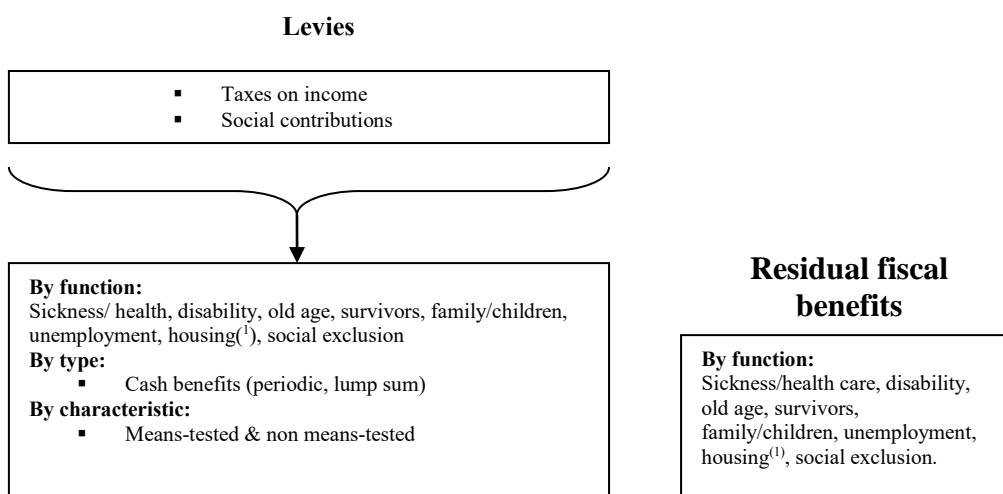 Levies
▪ Taxes on income
▪ Social contributions
By function:
Sickness/ health, disability, old age, survivors, family/children,
unemployment, housing(¹), social exclusion
By type:
▪ Cash benefits (periodic, lump sum)
By characteristic:
▪ Means-tested & non means-tested
Residual fiscal
benefits
By function:
Sickness/health care, disability,
old age, survivors,
family/children, unemployment,
housing⁽¹⁾, social exclusion.